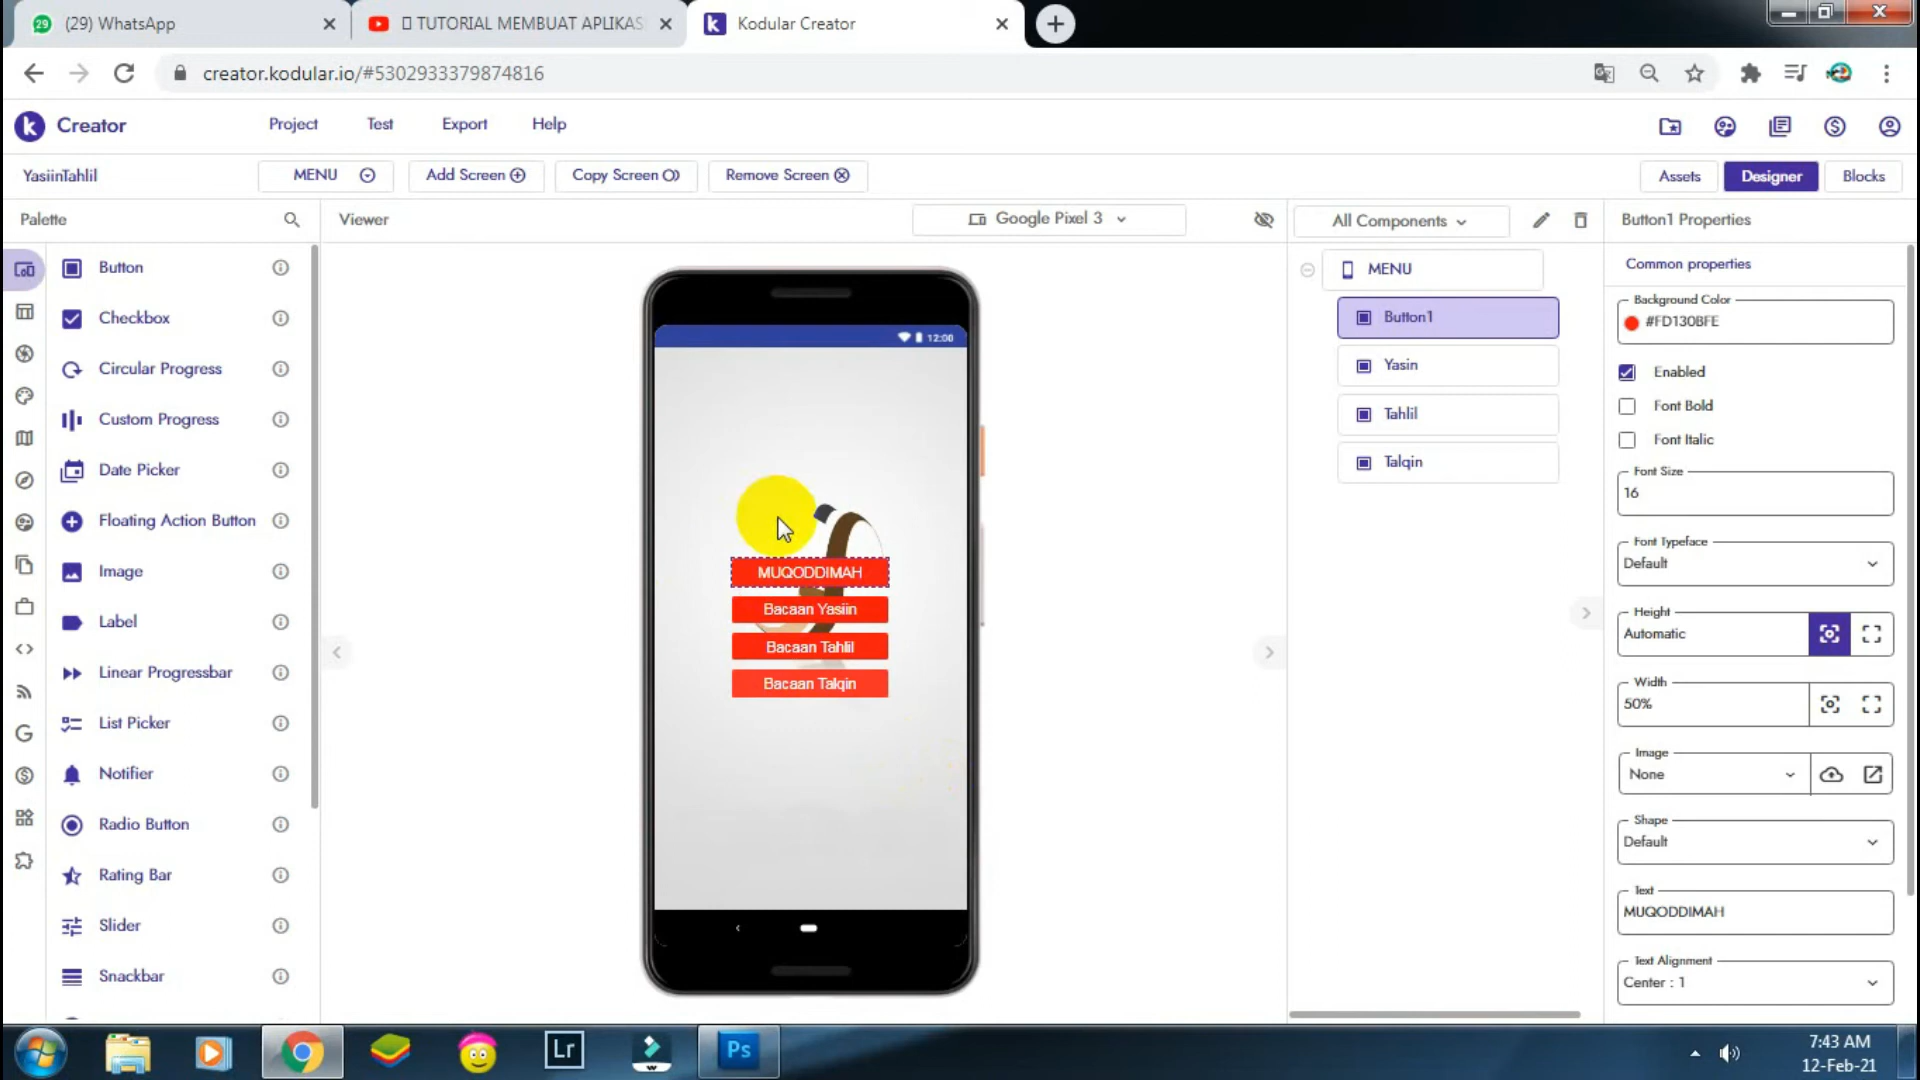 (29) WhatsApp
TUTORIAL MEMBUAT APLIKAS
Kodular Creator
creator.kodular.io/#5302933379874816
Creator
Project
Test
Export
Help
YasiinTahlil
MENU
Add Screen
Copy Screen
Remove Screen
Assets
Designer
Blocks
Palette
Viewer
Google Pixel 3
All Components
Button1 Properties
Button
Checkbox
Circular Progress
Custom Progress
Date Picker
Floating Action Button
Image
Label
Linear Progressbar
List Picker
Notifier
Radio Button
Rating Bar
Slider
Snackbar
12:00
MUQODDIMAH
Bacaan Yasiin
Bacaan Tahlil
Bacaan Talqin
MENU
Button1
Yasin
Tahlil
Talqin
Common properties
Background Color
#FD130BFE
Enabled
Font Bold
Font Italic
Font Size
16
Font Typeface
Default
Height
Automatic
Width
50%
Image
None
Shape
Default
Text
MUQODDIMAH
Text Alignment
Center : 1
29
Lr
W
Ps
7:43 AM
12-Feb-21